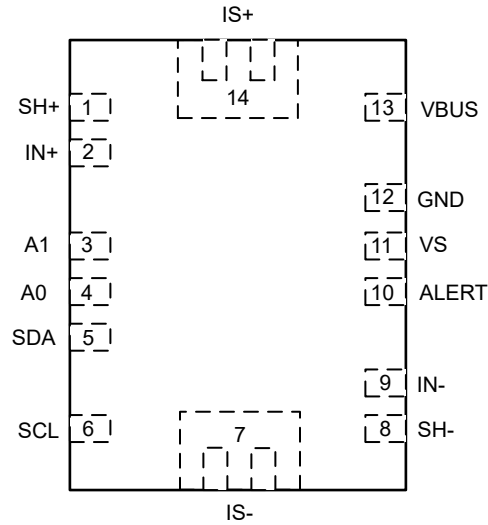 IS+
14
SH+ 1
13 VBUS
IN+ 2
12 GND
A1 3
11 VS
A0 4
10 ALERT
SDA 5
9 IN-
SCL 6
7
8 SH-
IS-